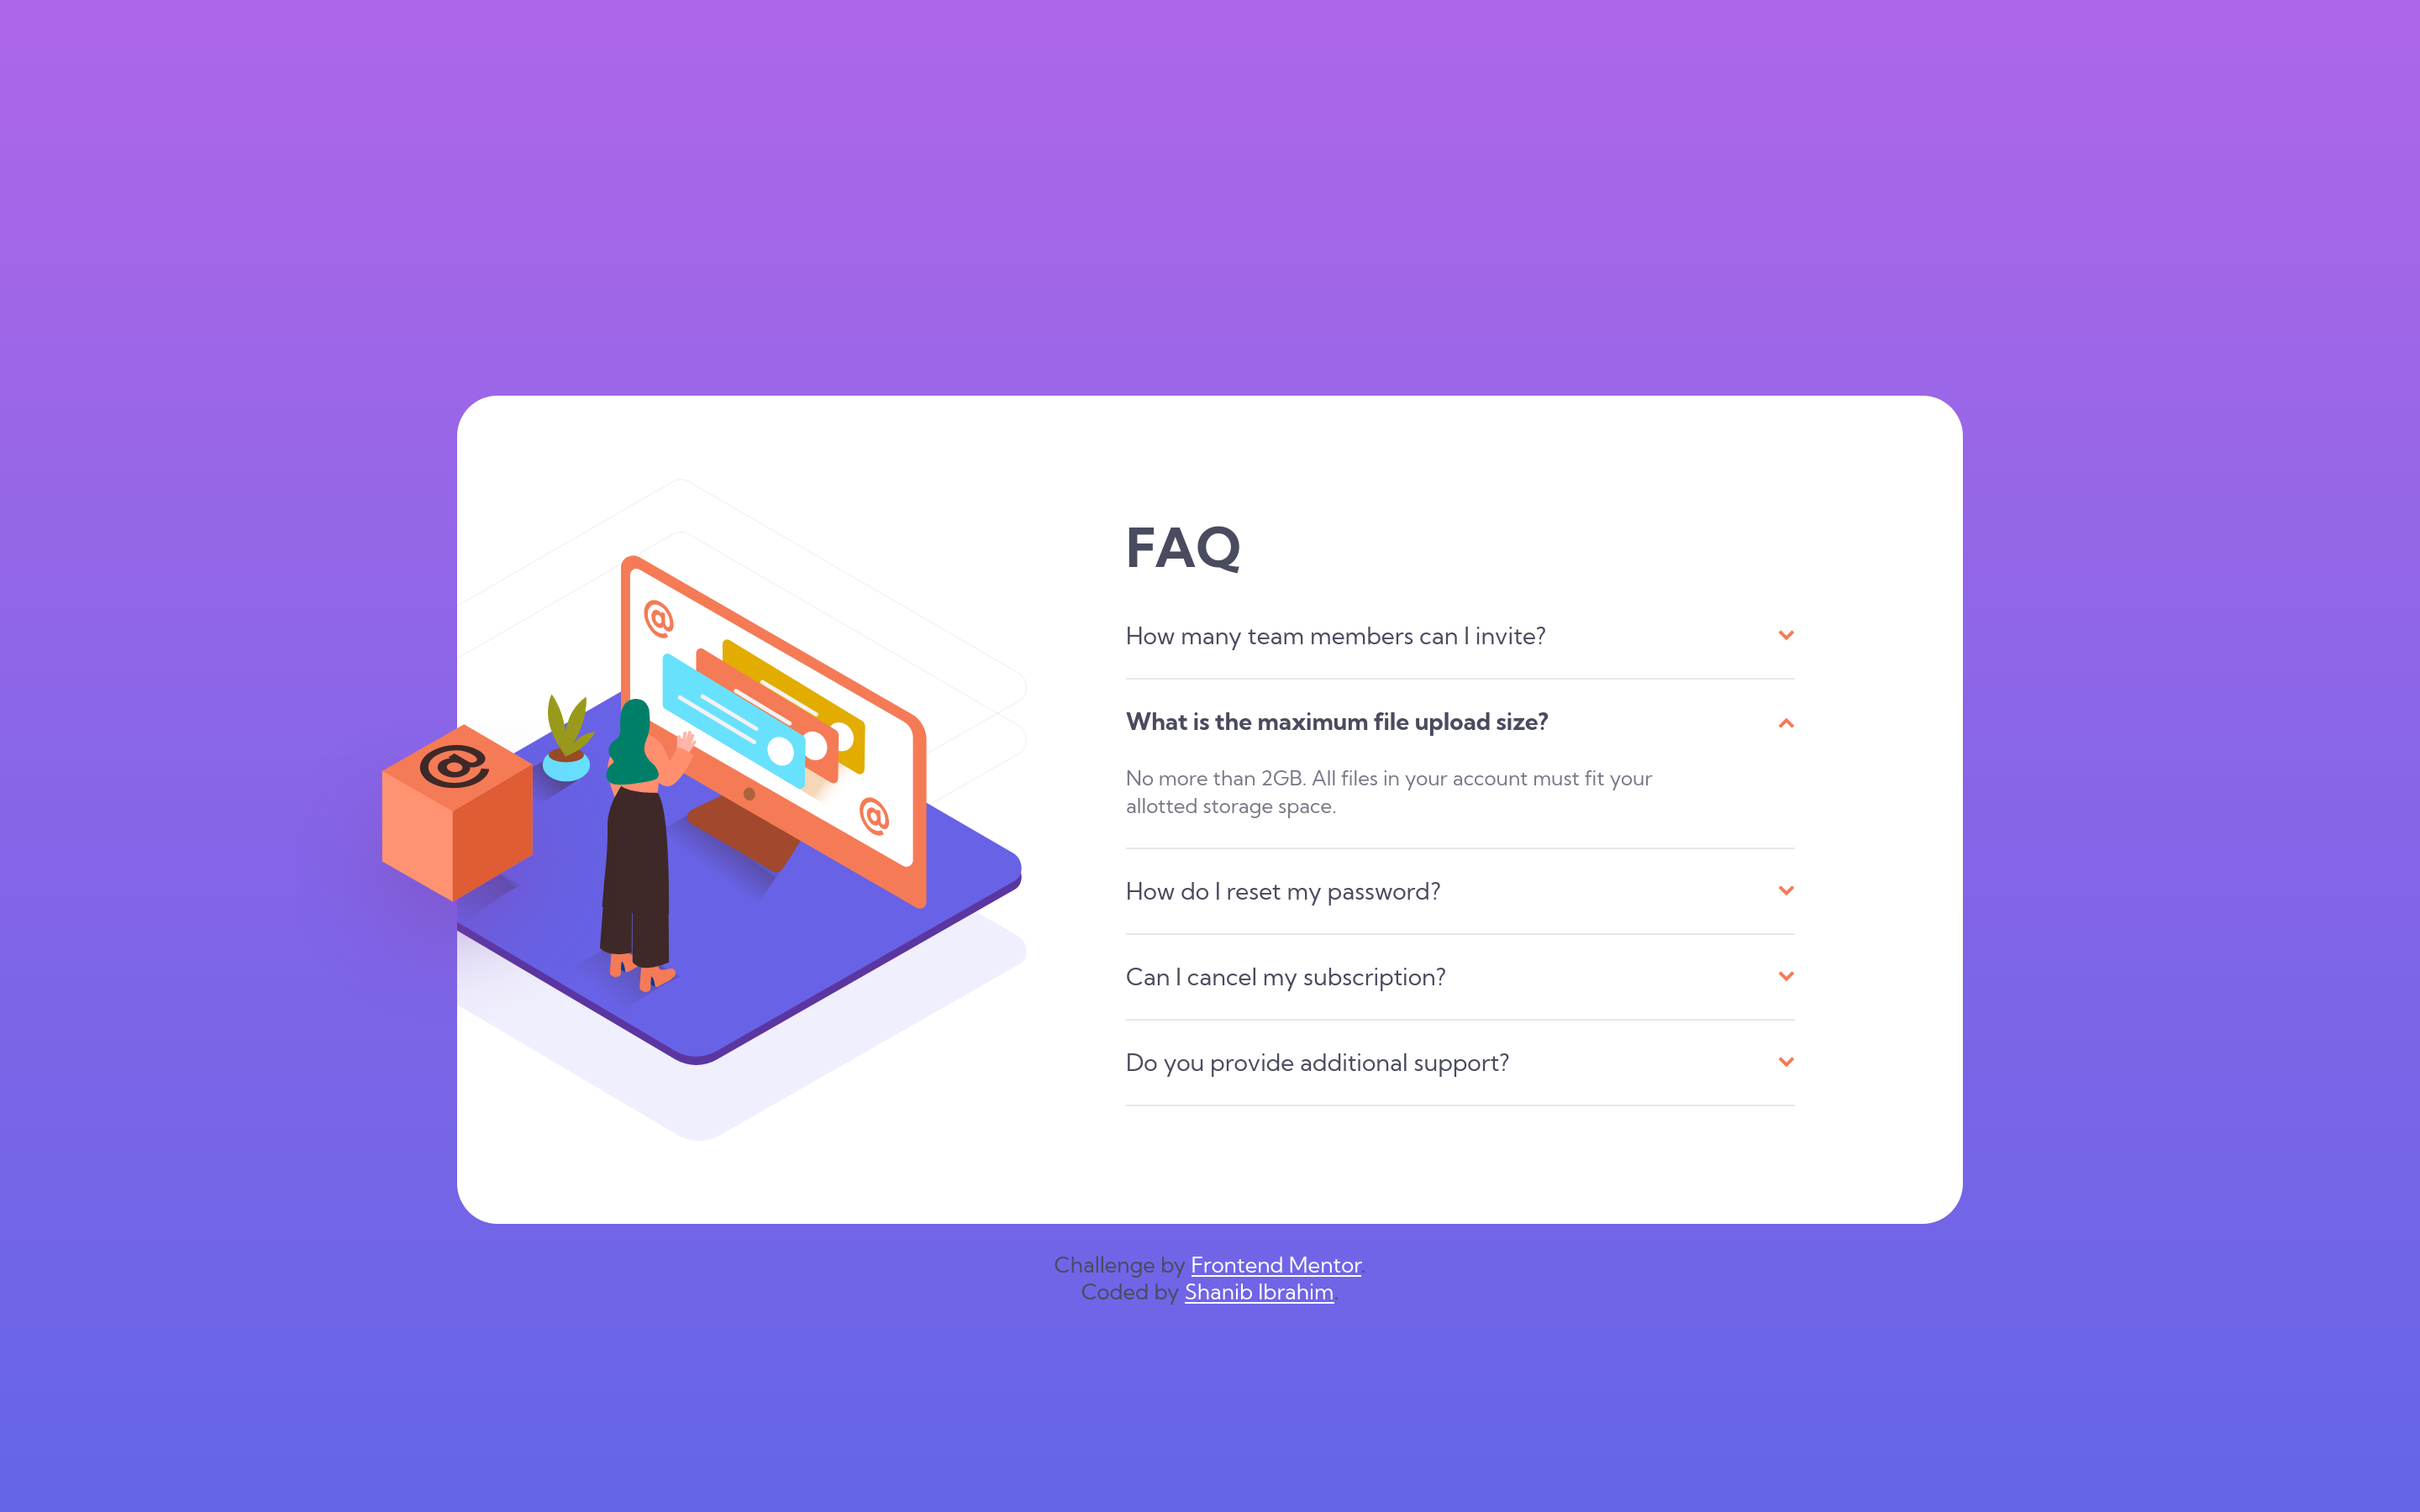 FAQ
How many team members can I invite?
What is the maximum file upload size?
No more than 2GB. All files in your account must fit your
allotted storage space.
How do I reset my password?
Can I cancel my subscription?
Do you provide additional support?
@
@
@
Challenge by Frontend Mentor.
Coded by Shanib Ibrahim.